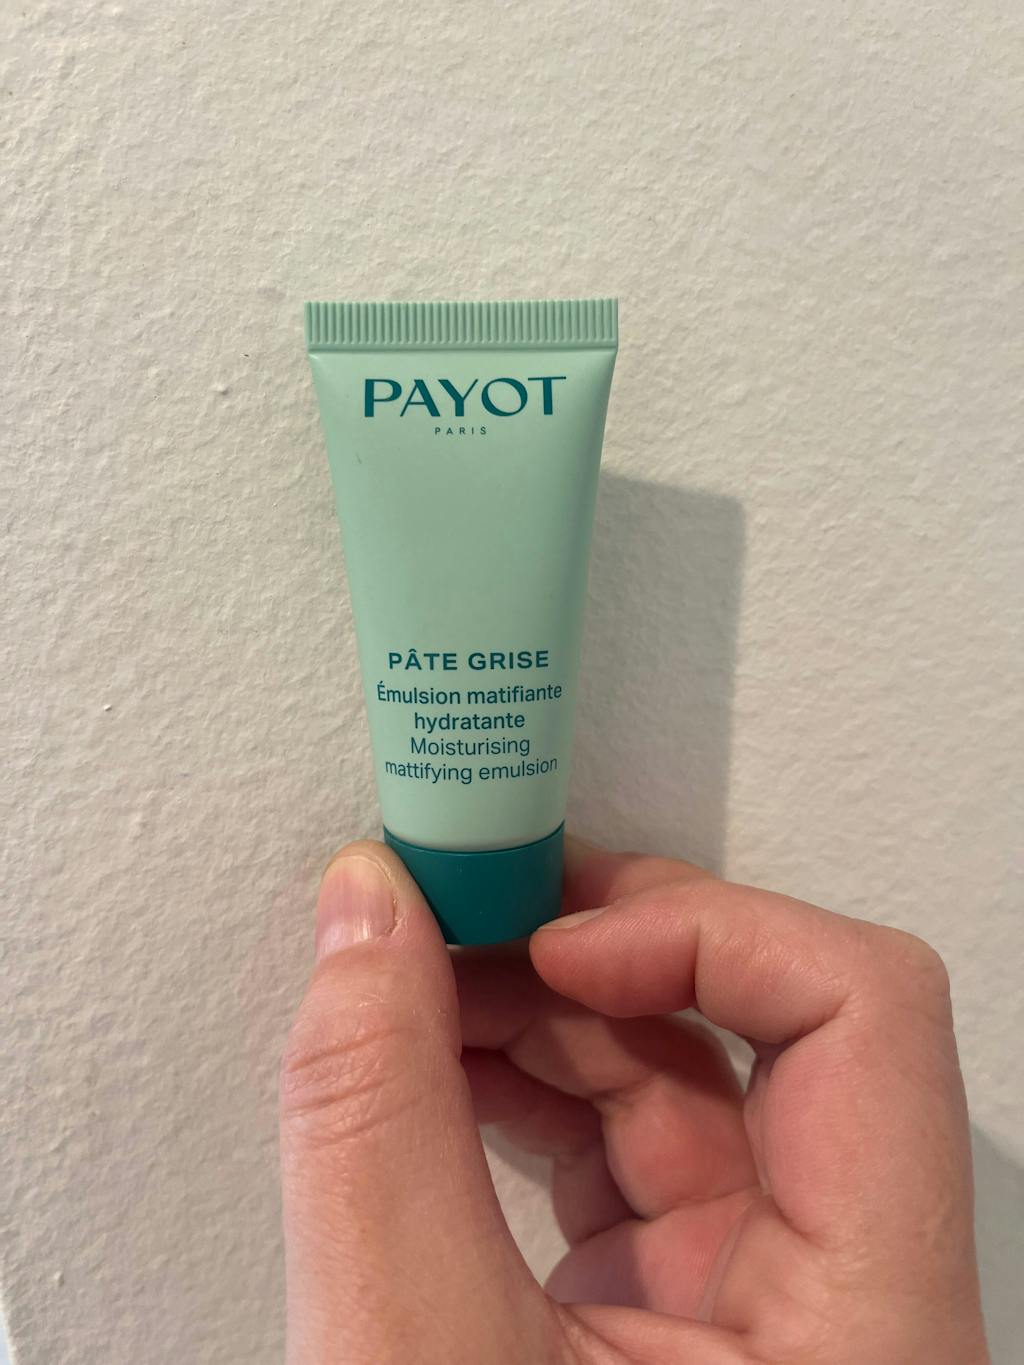 PAYOT
PARIS
PÂTE GRISE
Émulsion matifiante
hydratante
Moisturising
mattifying emulsion